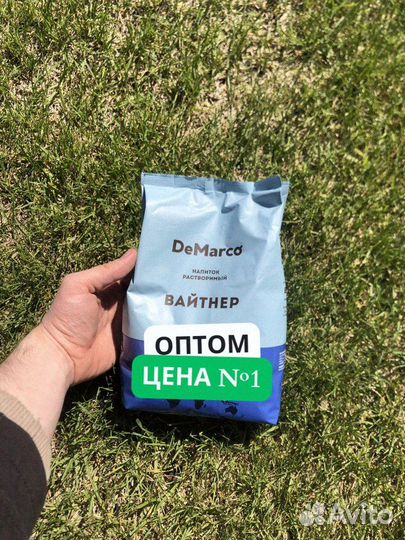 DeMarco
НАПИТОК
РАСТВОРИМЫЙ
ВАЙТНЕР
ОПТОМ
ЦЕНА №1
Avito